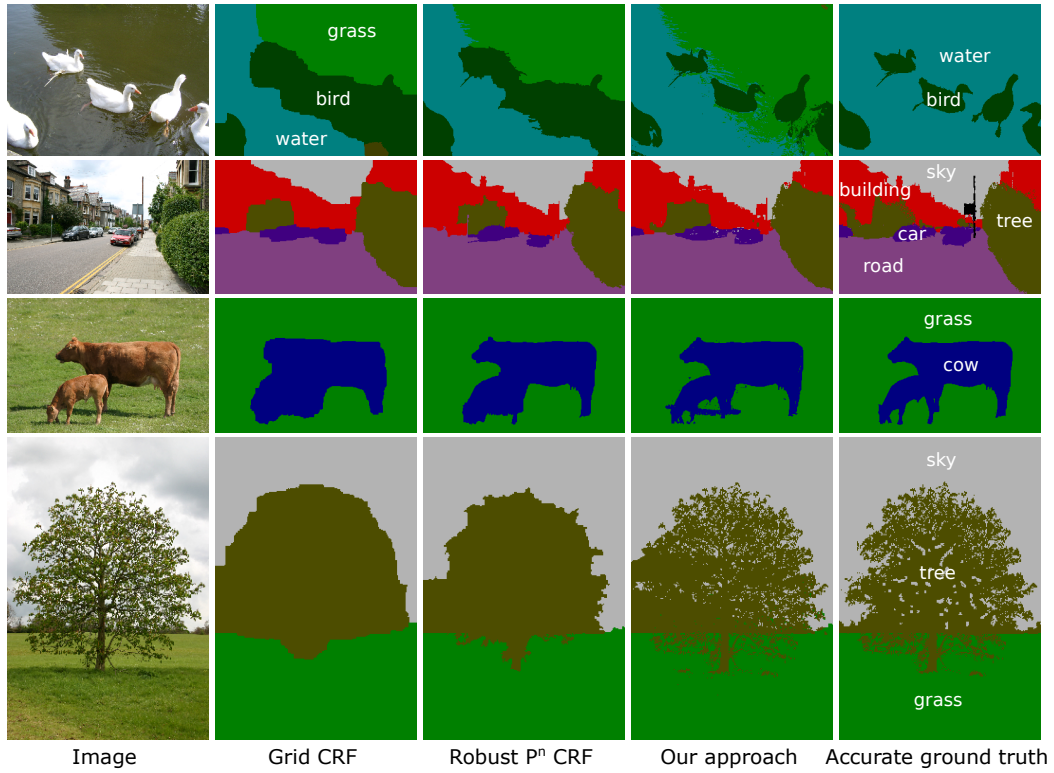 grass
bird
water
water
bird
sky
building
tree
car
road
grass
cow
sky
tree
grass
Image
Grid CRF
Robust Pⁿ CRF
Our approach
Accurate ground truth